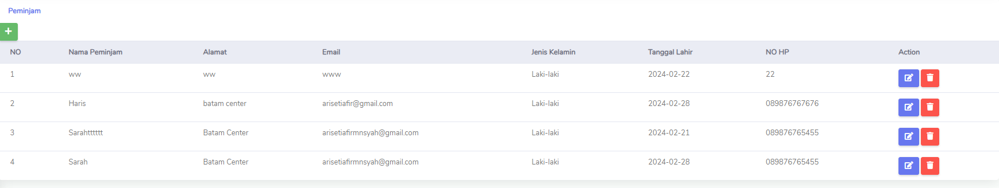 Peminjam
+
NO Nama Peminjam Alamat Email Jenis Kelamin Tanggal Lahir NO HP Action
1 ww ww www Laki-laki 2024-02-22 22
2 Haris batam center arisetiafir@gmail.com Laki-laki 2024-02-28 089876767676
3 Sarahtttttt Batam Center arisetiafirmnsyah@gmail.com Laki-laki 2024-02-21 089876765455
4 Sarah Batam Center arisetiafirmnsyah@gmail.com Laki-laki 2024-02-28 089876765455